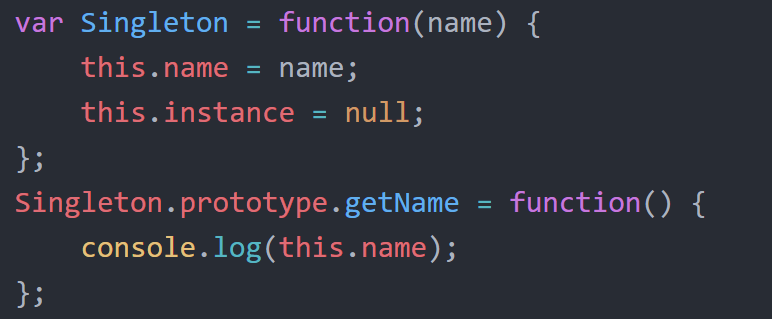 var Singleton = function(name) {
    this.name = name;
    this.instance = null;
};
Singleton.prototype.getName = function() {
    console.log(this.name);
};